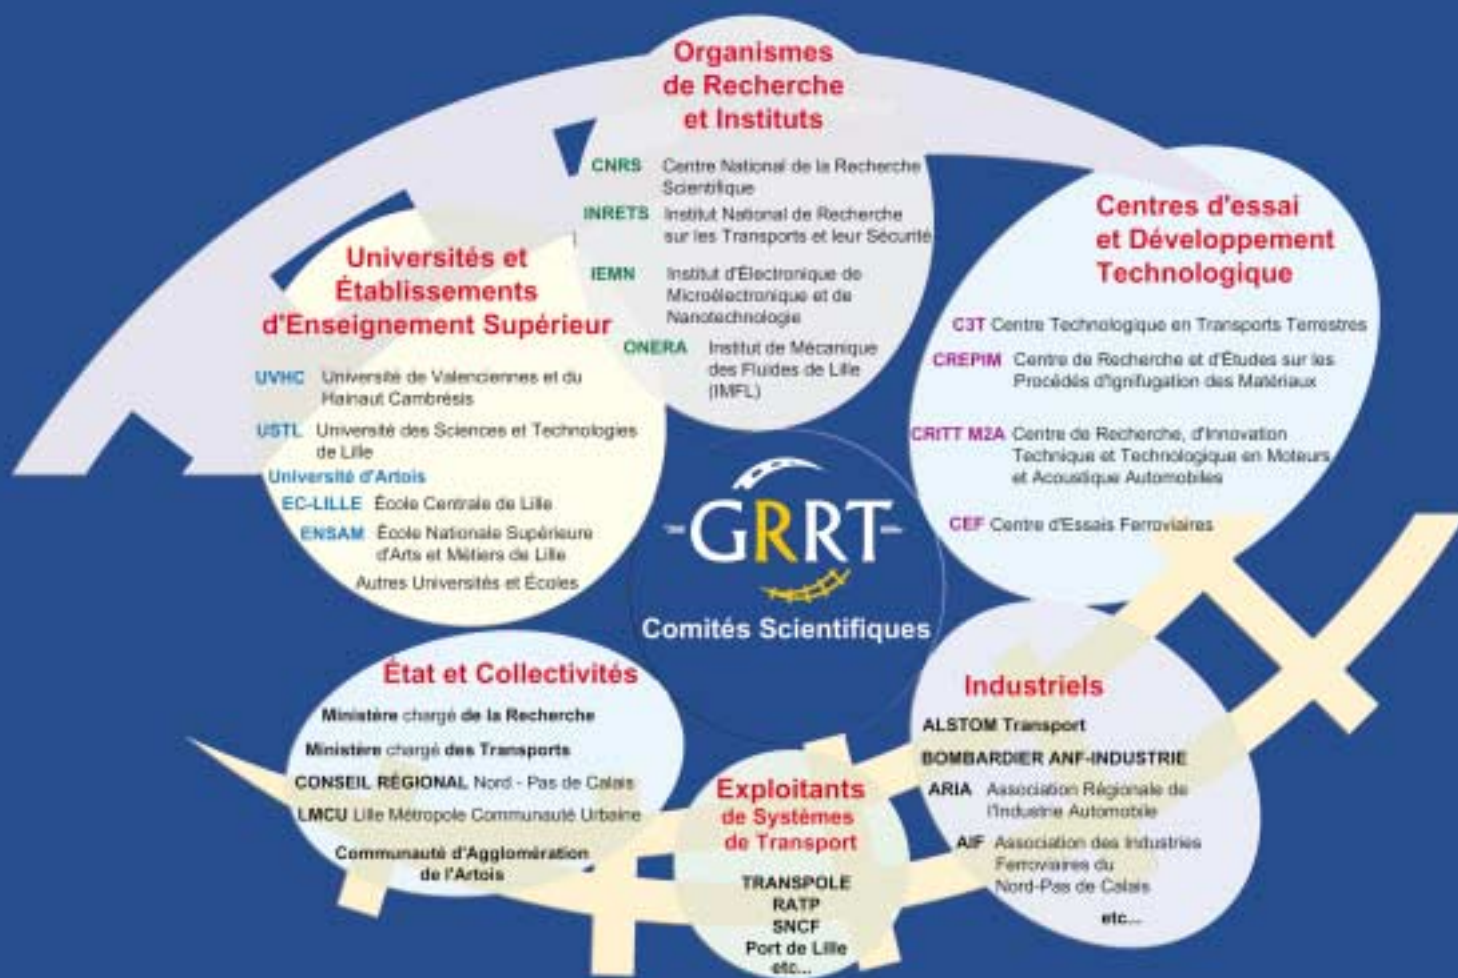 Organismes
de Recherche
et Instituts
CNRS Centre National de la Recherche
Scientifique
INRETS Institut National de Recherche
sur les Transports et leur Sécurité
IEMN Institut d'Électronique de
Microélectronique et de
Nanotechnologie
ONERA Institut de Mécanique
des Fluides de Lille
(IMFL)
Universités et
Établissements
d'Enseignement Supérieur
UVHC Université de Valenciennes et du
Hainaut Cambrésis
USTL Université des Sciences et Technologies
de Lille
Université d'Artois
EC-LILLE École Centrale de Lille
ENSAM École Nationale Supérieure
d'Arts et Métiers de Lille
Autres Universités et Écoles
Centres d'essai
et Développement
Technologique
C3T Centre Technologique en Transports Terrestres
CREPIM Centre de Recherche et d'Études sur les
Procédés d'Ignifugation des Matériaux
CRITT M2A Centre de Recherche, d'Innovation
Technique et Technologique en Moteurs
et Acoustique Automobiles
CEF Centre d'Essais Ferroviaires
GRRT
Comités Scientifiques
État et Collectivités
Ministère chargé de la Recherche
Ministère chargé des Transports
CONSEIL RÉGIONAL Nord - Pas de Calais
LMCU Lille Métropole Communauté Urbaine
Communauté d'Agglomération
de l'Artois
Exploitants
de Systèmes
de Transport
TRANSPOLE
RATP
SNCF
Port de Lille
etc...
Industriels
ALSTOM Transport
BOMBARDIER ANF-INDUSTRIE
ARIA Association Régionale de
l'Industrie Automobile
AIF Association des Industries
Ferroviaires du
Nord-Pas de Calais
etc...